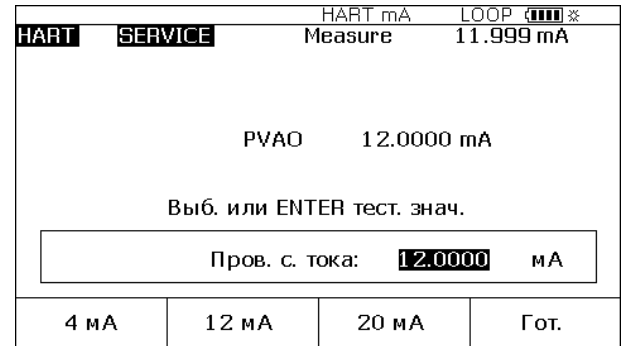 HART mA LOOP
HART SERVICE Measure 11.999 mA
PVAO 12.0000 mA
Выб. или ENTER тест. знач.
Пров. с. тока: 12.0000 мА
4 мА 12 мА 20 мА Гот.